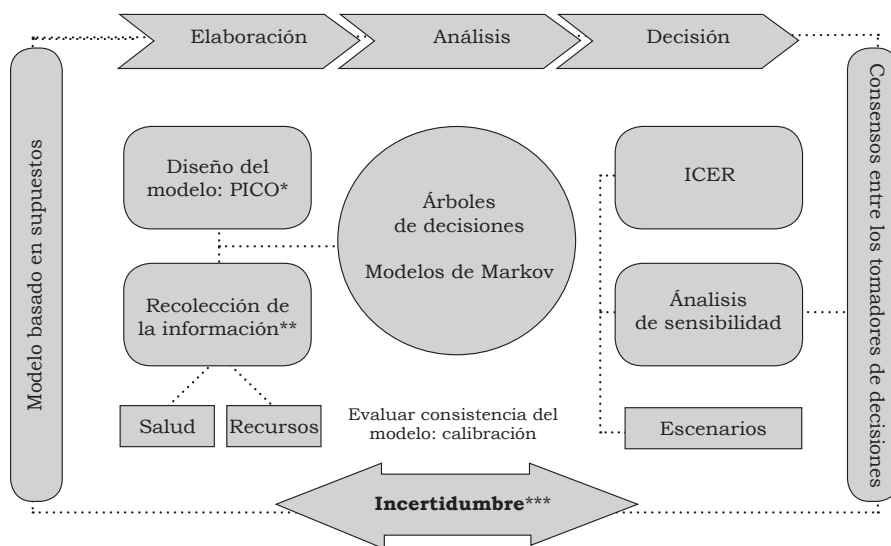 Elaboración
Análisis
Decisión
Modelo basado en supuestos
Diseño del
modelo: PICO*
Recolección de
la información**
Salud
Recursos
Árboles
de decisiones
Modelos de Markov
Evaluar consistencia del
modelo: calibración
ICER
Ánalisis
de sensibilidad
Escenarios
Consensos entre los tomadores de decisiones
Incertidumbre***